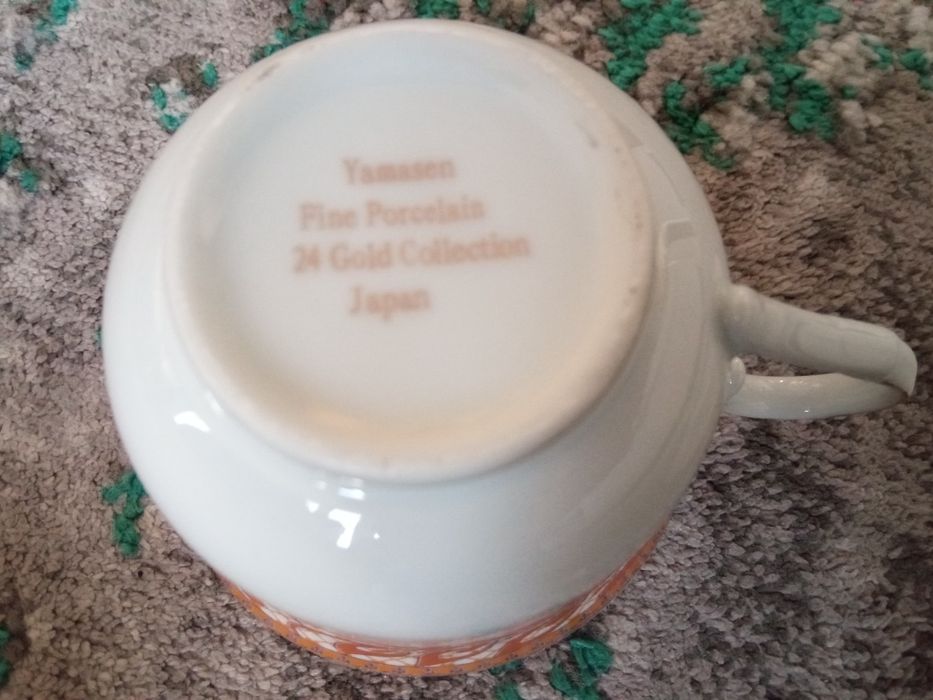 Yamasen
Fine Porcelain
24 Gold Collection
Japan